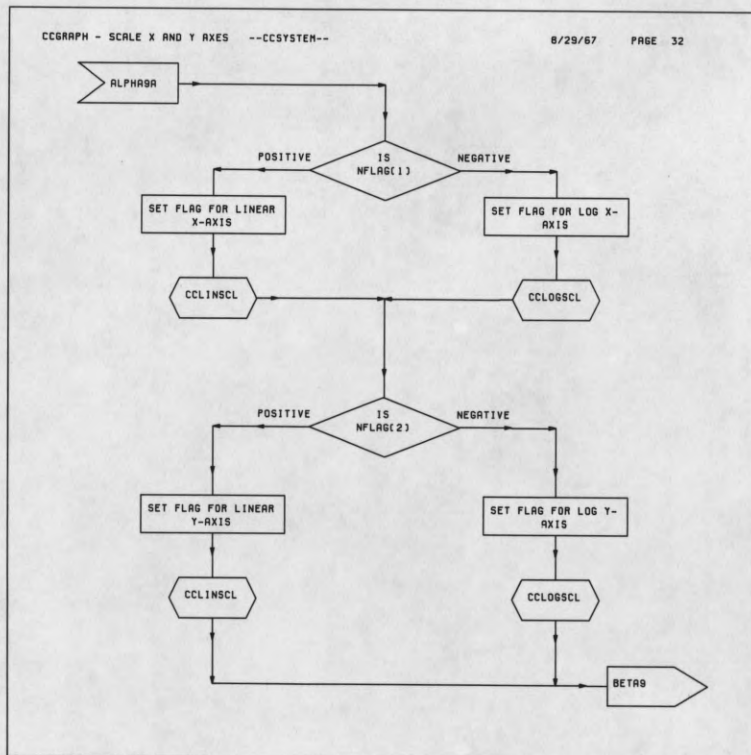 CCGRAPH - SCALE X AND Y AXES --CCSYSTEM-- 8/29/67 PAGE 32
ALPHA9A
IS
NFLAG(1)
POSITIVE
NEGATIVE
SET FLAG FOR LINEAR
X-AXIS
SET FLAG FOR LOG X-
AXIS
CCLINSCL
CCLOGSCL
IS
NFLAG(2)
POSITIVE
NEGATIVE
SET FLAG FOR LINEAR
Y-AXIS
SET FLAG FOR LOG Y-
AXIS
CCLINSCL
CCLOGSCL
BETA9